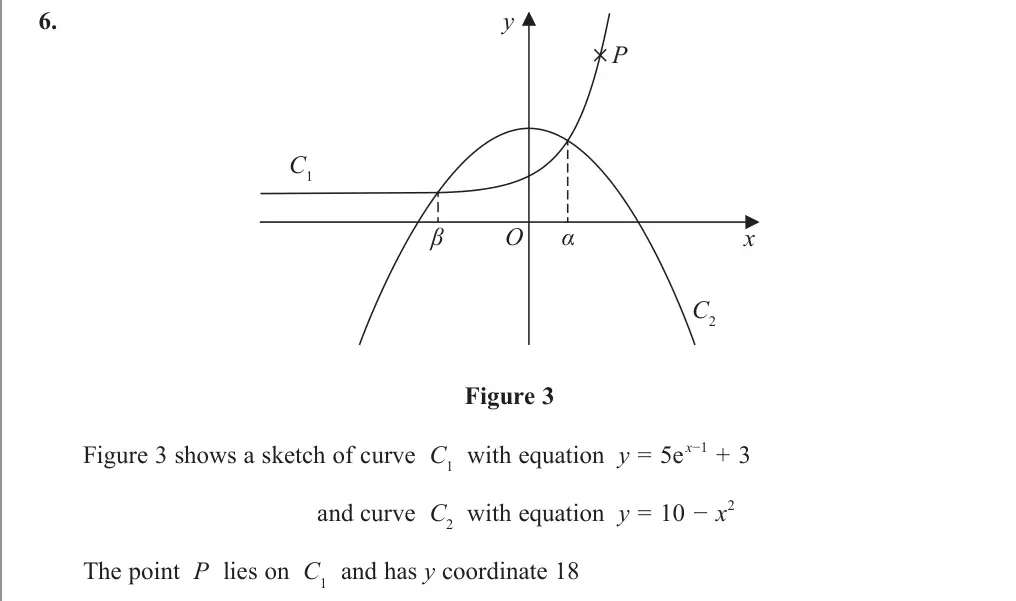 6.
y
P
C₁
β
O
α
x
C₂
Figure 3
Figure 3 shows a sketch of curve C₁ with equation y = 5eˣ⁻¹ + 3
and curve C₂ with equation y = 10 − x²
The point P lies on C₁ and has y coordinate 18